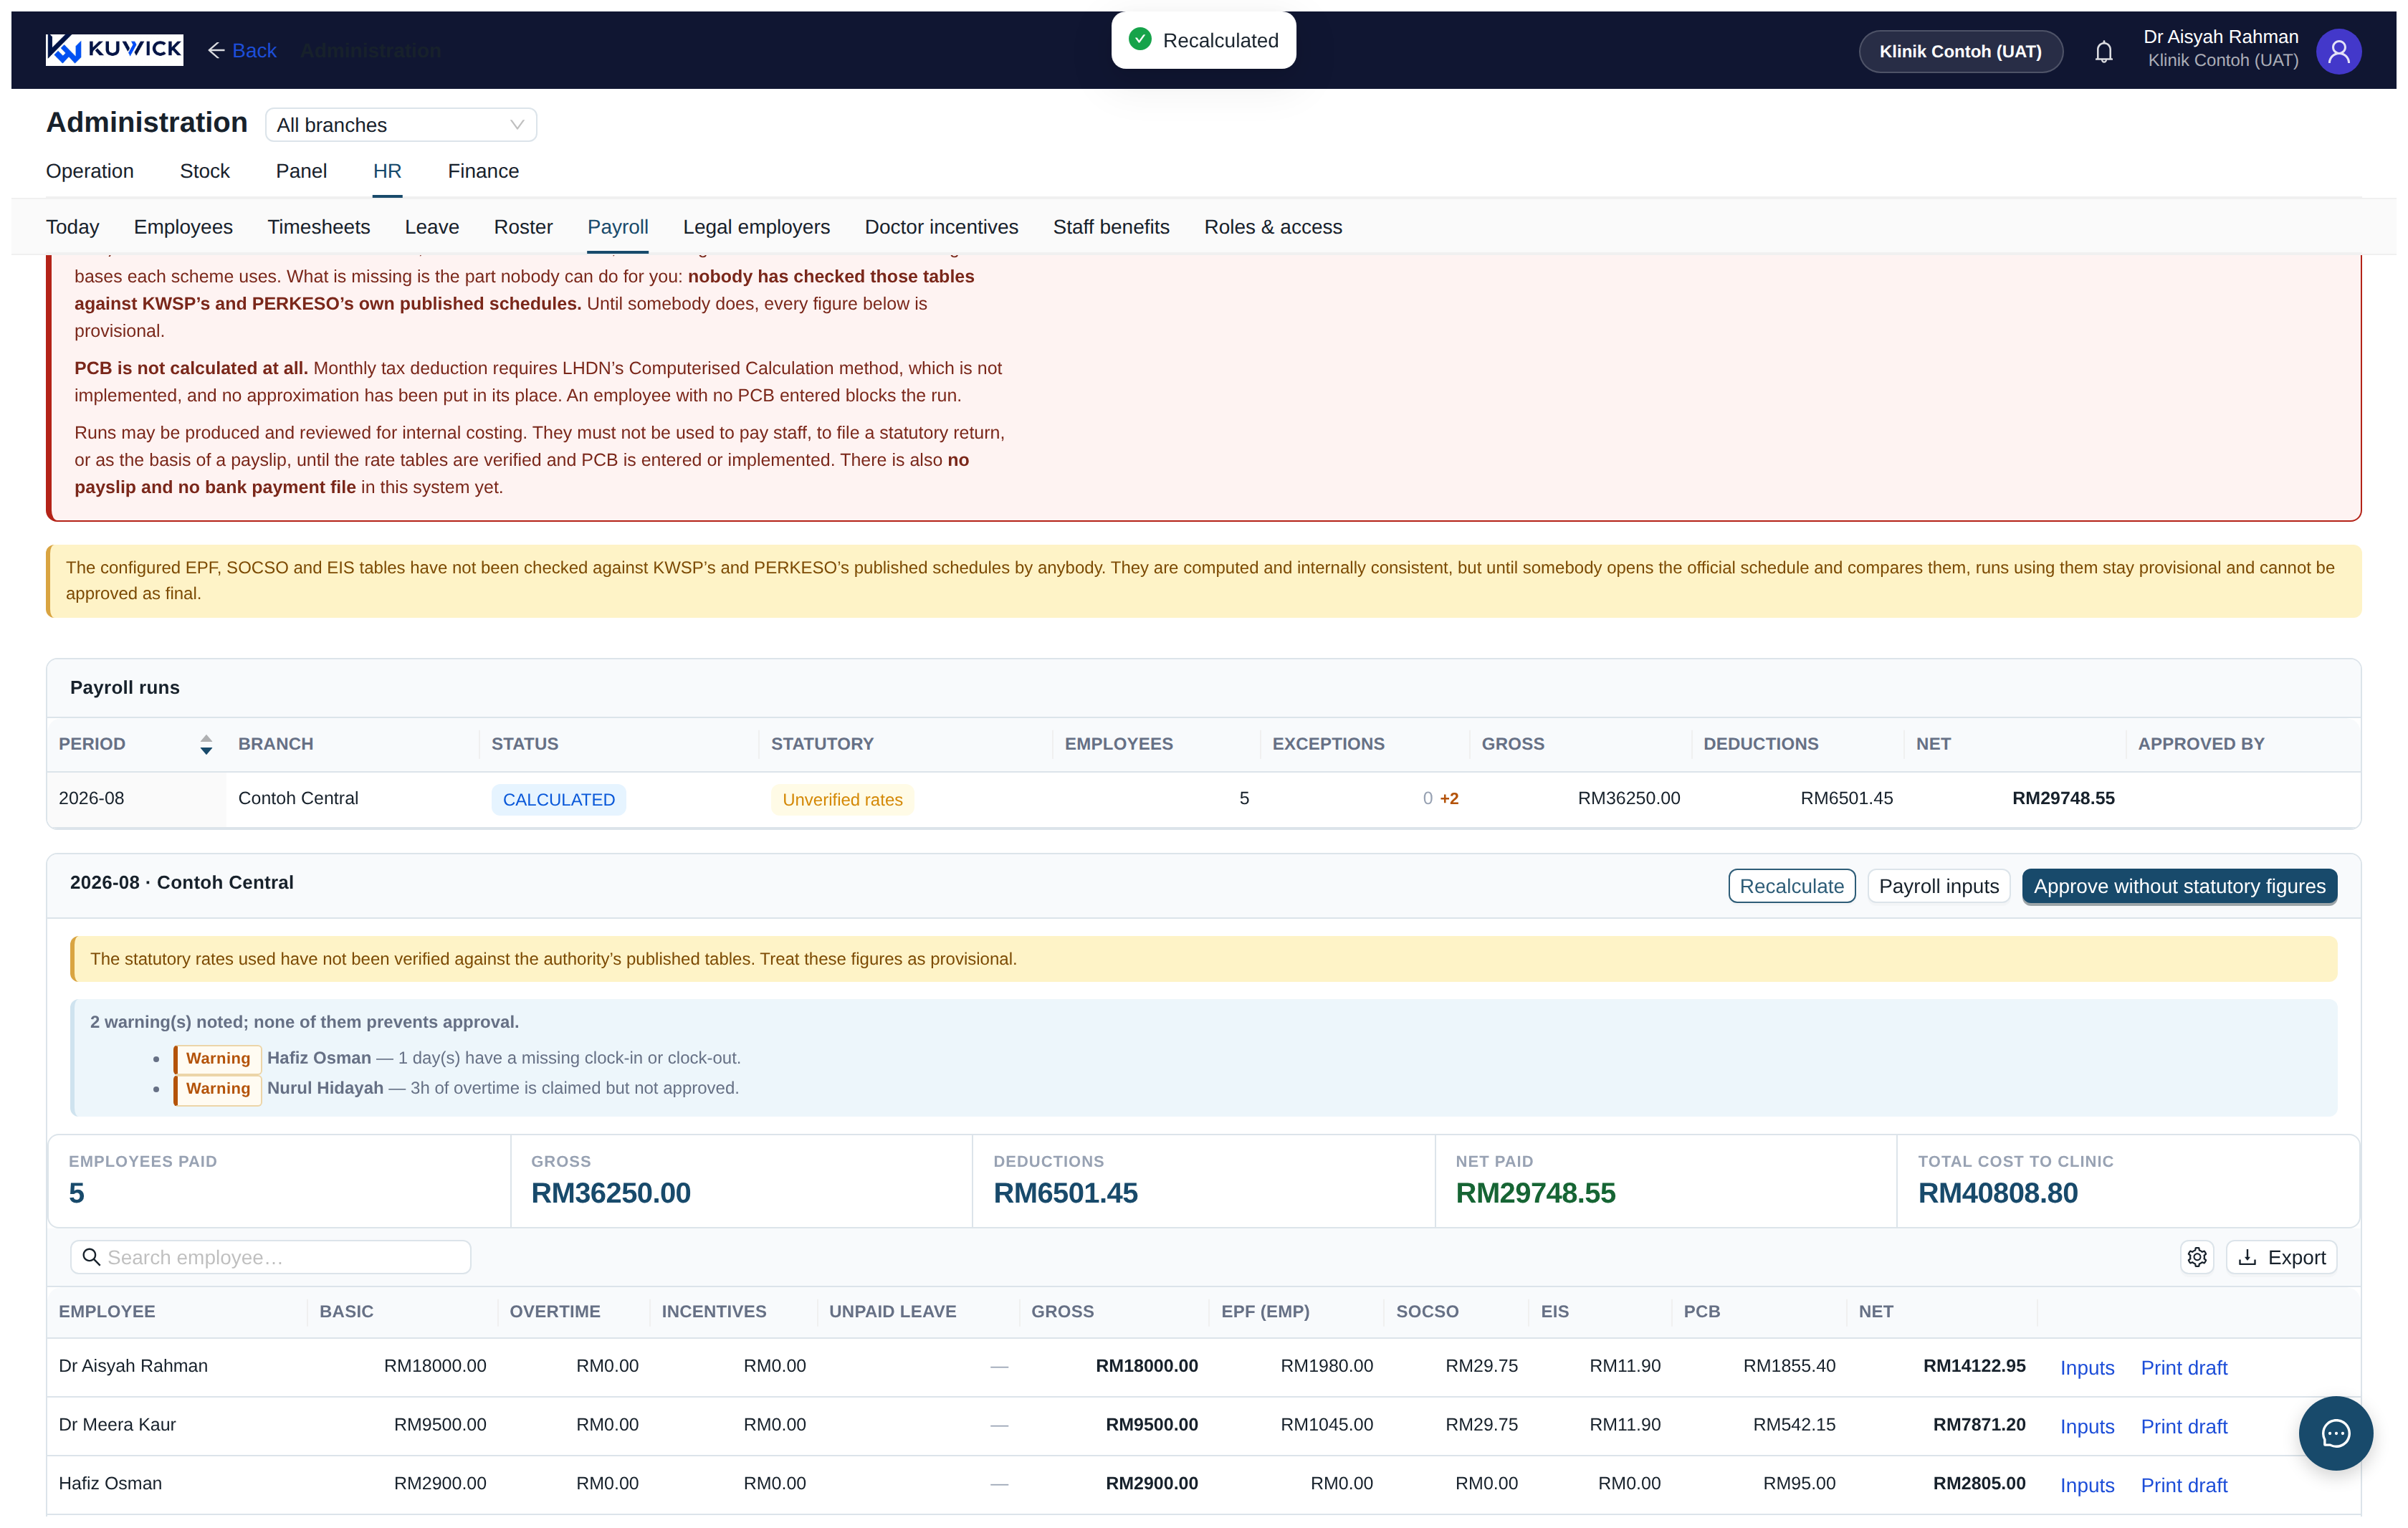 KUWICK
Back
Administration
Recalculated
Klinik Contoh (UAT)
Dr Aisyah Rahman
Klinik Contoh (UAT)
Administration
All branches
Operation Stock Panel HR Finance
Today Employees Timesheets Leave Roster Payroll Legal employers Doctor incentives Staff benefits Roles & access
bases each scheme uses. What is missing is the part nobody can do for you: nobody has checked those tables
against KWSP’s and PERKESO’s own published schedules. Until somebody does, every figure below is
provisional.
PCB is not calculated at all. Monthly tax deduction requires LHDN’s Computerised Calculation method, which is not
implemented, and no approximation has been put in its place. An employee with no PCB entered blocks the run.
Runs may be produced and reviewed for internal costing. They must not be used to pay staff, to file a statutory return,
or as the basis of a payslip, until the rate tables are verified and PCB is entered or implemented. There is also no
payslip and no bank payment file in this system yet.
The configured EPF, SOCSO and EIS tables have not been checked against KWSP’s and PERKESO’s published schedules by anybody. They are computed and internally consistent, but until somebody opens the official schedule and compares them, runs using them stay provisional and cannot be
approved as final.
Payroll runs
PERIOD BRANCH STATUS STATUTORY EMPLOYEES EXCEPTIONS GROSS DEDUCTIONS NET APPROVED BY
2026-08 Contoh Central CALCULATED Unverified rates 5 0 +2 RM36250.00 RM6501.45 RM29748.55
2026-08 · Contoh Central
Recalculate Payroll inputs Approve without statutory figures
The statutory rates used have not been verified against the authority’s published tables. Treat these figures as provisional.
2 warning(s) noted; none of them prevents approval.
• Warning Hafiz Osman — 1 day(s) have a missing clock-in or clock-out.
• Warning Nurul Hidayah — 3h of overtime is claimed but not approved.
EMPLOYEES PAID GROSS DEDUCTIONS NET PAID TOTAL COST TO CLINIC
5 RM36250.00 RM6501.45 RM29748.55 RM40808.80
Search employee… Export
EMPLOYEE BASIC OVERTIME INCENTIVES UNPAID LEAVE GROSS EPF (EMP) SOCSO EIS PCB NET
Dr Aisyah Rahman RM18000.00 RM0.00 RM0.00 — RM18000.00 RM1980.00 RM29.75 RM11.90 RM1855.40 RM14122.95 Inputs Print draft
Dr Meera Kaur RM9500.00 RM0.00 RM0.00 — RM9500.00 RM1045.00 RM29.75 RM11.90 RM542.15 RM7871.20 Inputs Print draft
Hafiz Osman RM2900.00 RM0.00 RM0.00 — RM2900.00 RM0.00 RM0.00 RM0.00 RM95.00 RM2805.00 Inputs Print draft